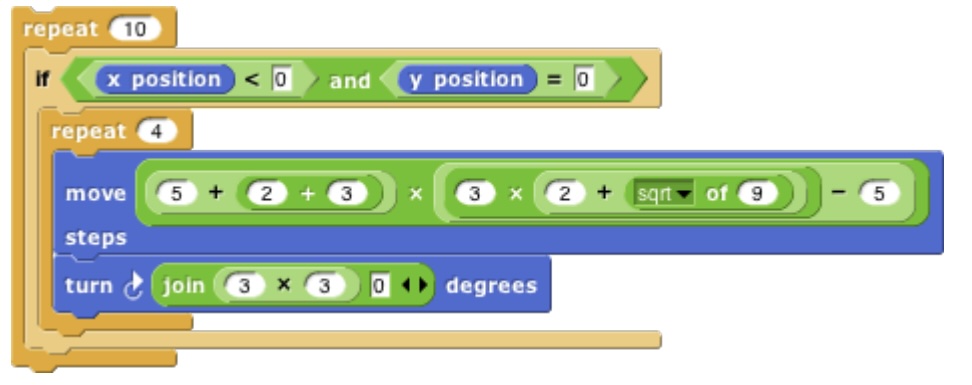 repeat 10
if x position < 0 and y position = 0
repeat 4
move 5 + 2 + 3 × 3 × 2 + sqrt of 9 - 5
steps
turn join 3 × 3 0 degrees